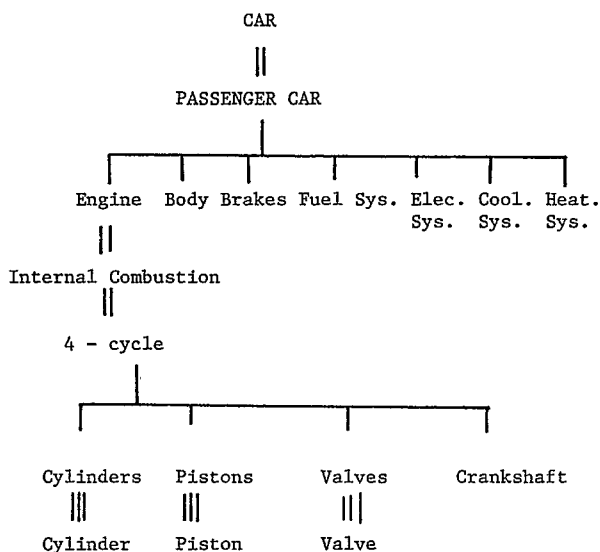 CAR
PASSENGER CAR
Engine Body Brakes Fuel Sys. Elec. Cool. Heat.
Sys. Sys. Sys.
Internal Combustion
4 - cycle
Cylinders Pistons Valves Crankshaft
Cylinder Piston Valve